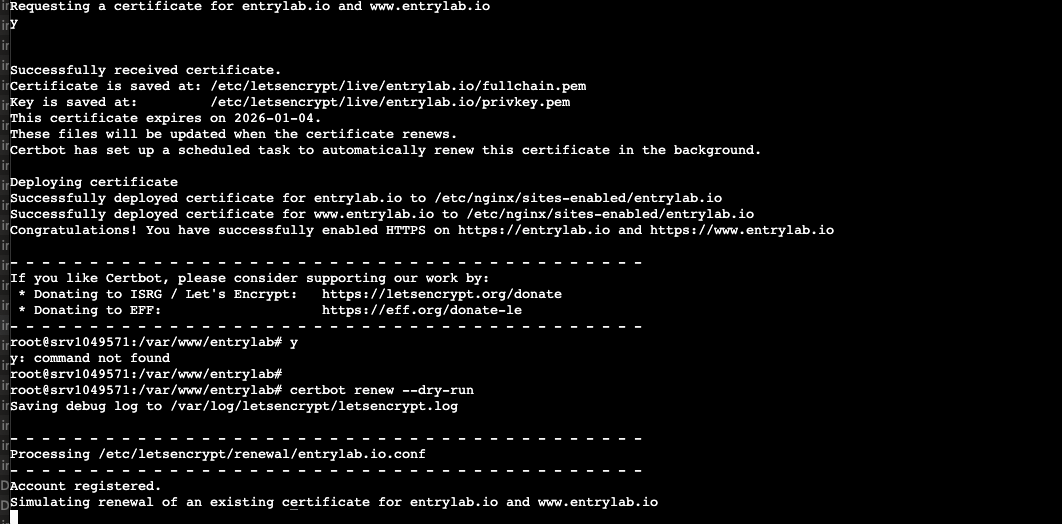 Requesting a certificate for entrylab.io and www.entrylab.io
y
Successfully received certificate.
Certificate is saved at: /etc/letsencrypt/live/entrylab.io/fullchain.pem
Key is saved at:         /etc/letsencrypt/live/entrylab.io/privkey.pem
This certificate expires on 2026-01-04.
These files will be updated when the certificate renews.
Certbot has set up a scheduled task to automatically renew this certificate in the background.
Deploying certificate
Successfully deployed certificate for entrylab.io to /etc/nginx/sites-enabled/entrylab.io
Successfully deployed certificate for www.entrylab.io to /etc/nginx/sites-enabled/entrylab.io
Congratulations! You have successfully enabled HTTPS on https://entrylab.io and https://www.entrylab.io
- - - - - - - - - - - - - - - - - - - - - - - - - - - - - - - - - - - - - - - -
If you like Certbot, please consider supporting our work by:
 * Donating to ISRG / Let's Encrypt:   https://letsencrypt.org/donate
 * Donating to EFF:                    https://eff.org/donate-le
- - - - - - - - - - - - - - - - - - - - - - - - - - - - - - - - - - - - - - - -
root@srv1049571:/var/www/entrylab# y
y: command not found
root@srv1049571:/var/www/entrylab#
root@srv1049571:/var/www/entrylab# certbot renew --dry-run
Saving debug log to /var/log/letsencrypt/letsencrypt.log
- - - - - - - - - - - - - - - - - - - - - - - - - - - - - - - - - - - - - - - -
Processing /etc/letsencrypt/renewal/entrylab.io.conf
- - - - - - - - - - - - - - - - - - - - - - - - - - - - - - - - - - - - - - - -
Account registered.
Simulating renewal of an existing certificate for entrylab.io and www.entrylab.io